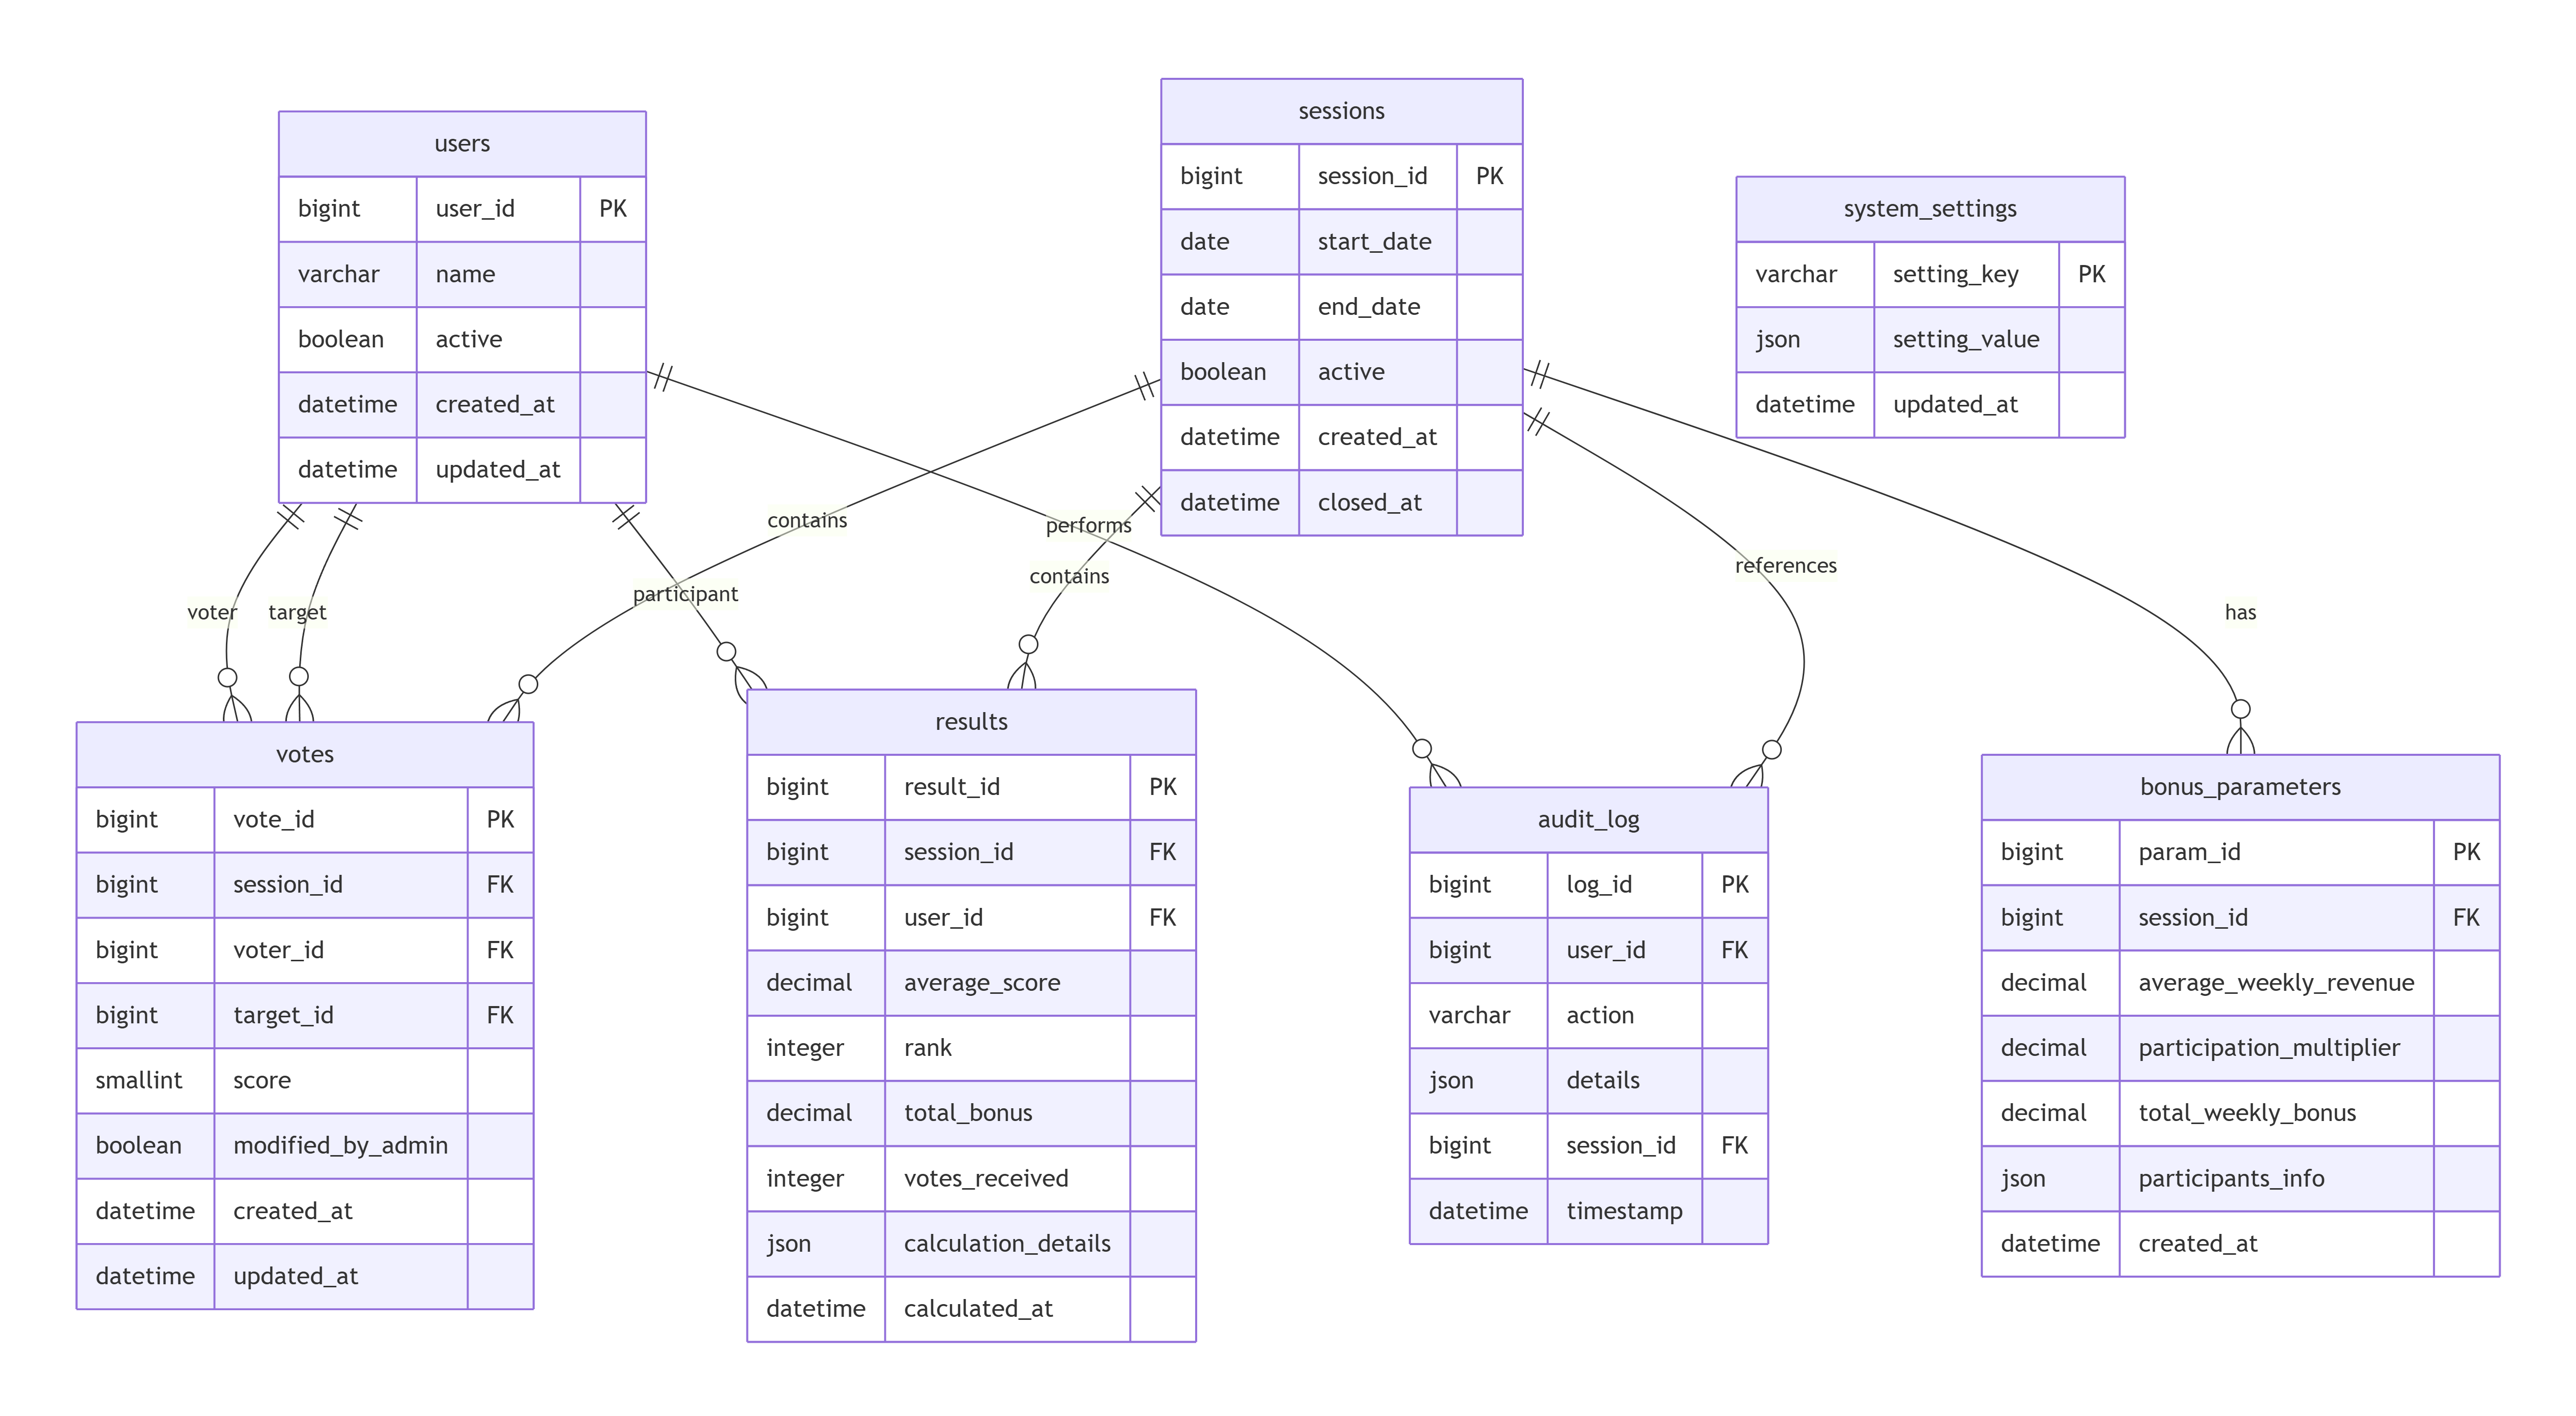 users
bigint user_id PK
varchar name
boolean active
datetime created_at
datetime updated_at
sessions
bigint session_id PK
date start_date
date end_date
boolean active
datetime created_at
datetime closed_at
system_settings
varchar setting_key PK
json setting_value
datetime updated_at
contains
performs
references
contains
participant
voter
target
has
votes
bigint vote_id PK
bigint session_id FK
bigint voter_id FK
bigint target_id FK
smallint score
boolean modified_by_admin
datetime created_at
datetime updated_at
results
bigint result_id PK
bigint session_id FK
bigint user_id FK
decimal average_score
integer rank
decimal total_bonus
integer votes_received
json calculation_details
datetime calculated_at
audit_log
bigint log_id PK
bigint user_id FK
varchar action
json details
bigint session_id FK
datetime timestamp
bonus_parameters
bigint param_id PK
bigint session_id FK
decimal average_weekly_revenue
decimal participation_multiplier
decimal total_weekly_bonus
json participants_info
datetime created_at